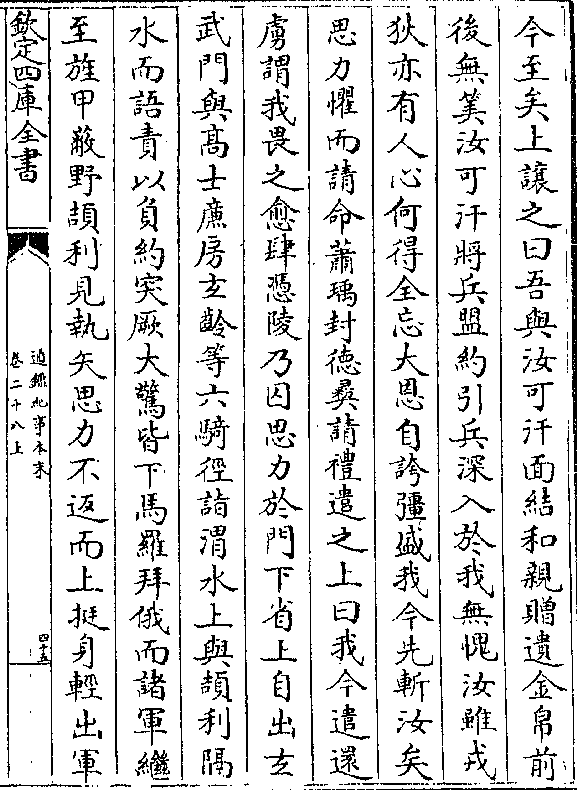 今至矣上讓之曰吾與汝可汗面結和親贈遺金帛前
後無筭汝可汗將兵盟約引兵深入於我無愧汝雖戎
狄亦有人心何得全忘大恩自誇彊盛我今先斬汝矣
思力懼而請命蕭瑀封德彝請禮遣之上曰我今遣還
虜謂我畏之愈肆憑陵乃囚思力於門下省上自出玄
武門與髙士廉房玄齡等六騎徑詣渭水上與頡利隔
水而語責以負約突厥大驚皆下馬羅拜俄而諸軍繼
至旌甲蔽野頡利見執矢思力不返而上挺身輕出軍
欽定四庫全書
通鑑紀事本末
卷二十八上
四十五